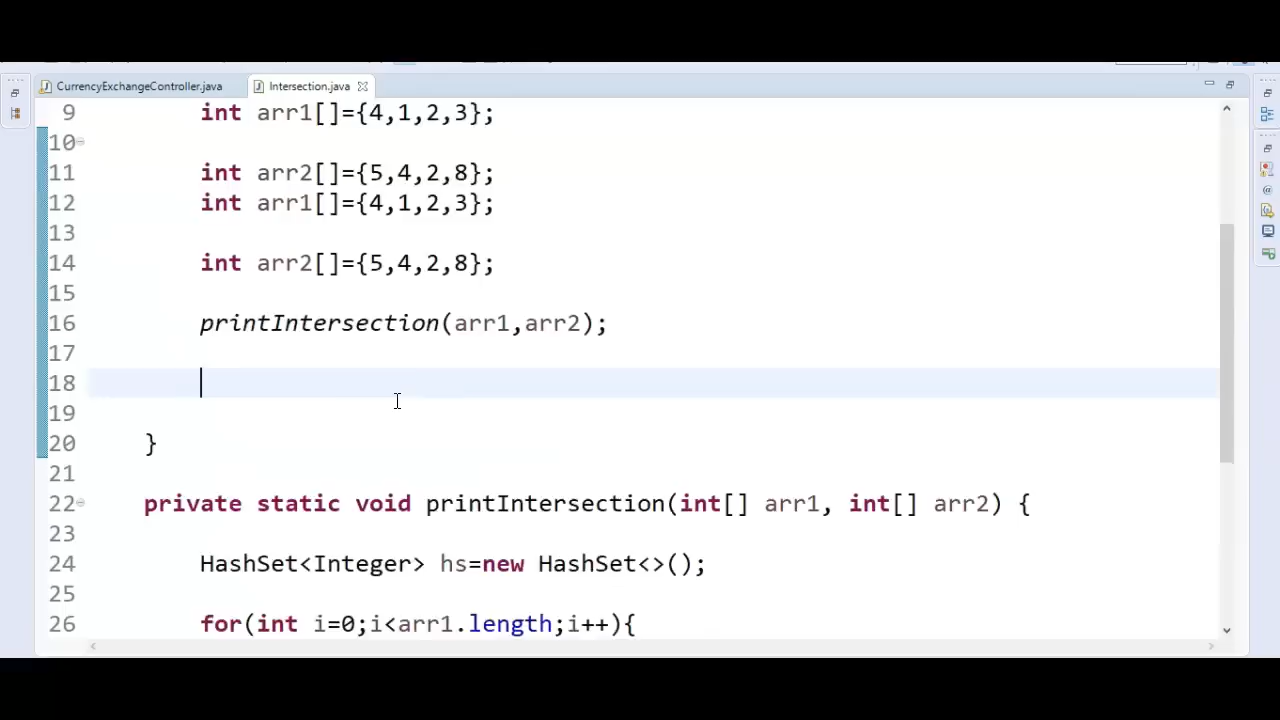 CurrencyExchangeController.java Intersection.java
9 int arr1[]={4,1,2,3};
10
11 int arr2[]={5,4,2,8};
12 int arr1[]={4,1,2,3};
13
14 int arr2[]={5,4,2,8};
15
16 printIntersection(arr1,arr2);
17
18
19
20 }
21
22 private static void printIntersection(int[] arr1, int[] arr2) {
23
24 HashSet<Integer> hs=new HashSet<>();
25
26 for(int i=0;i<arr1.length;i++){